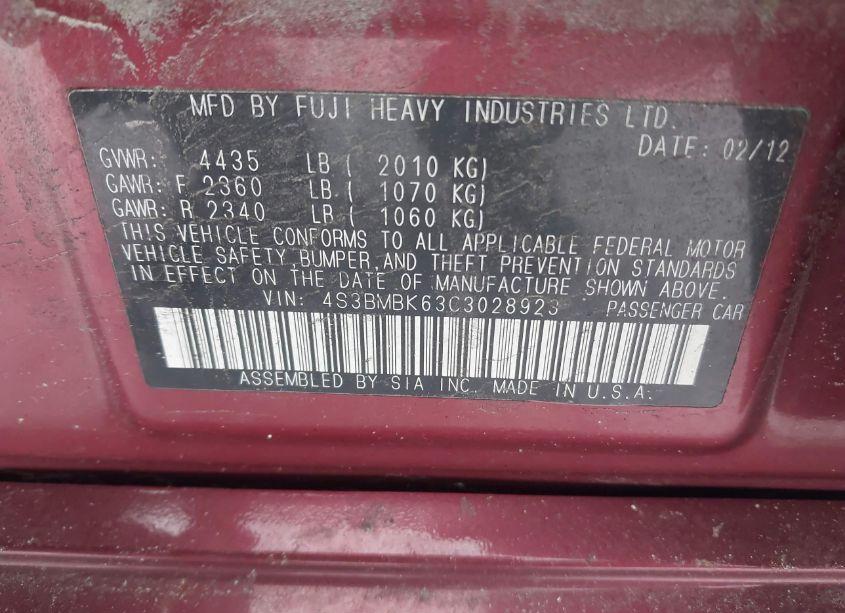 MFD BY FUJI HEAVY INDUSTRIES LTD.
DATE: 02/12
GVWR: 4435 LB ( 2010 KG)
GAWR: F 2360 LB ( 1070 KG)
GAWR: R 2340 LB ( 1060 KG)
THIS VEHICLE CONFORMS TO ALL APPLICABLE FEDERAL MOTOR
VEHICLE SAFETY, BUMPER, AND THEFT PREVENTION STANDARDS
IN EFFECT ON THE DATE OF MANUFACTURE SHOWN ABOVE.
VIN: 4S3BMBK63C3028923 PASSENGER CAR
ASSEMBLED BY SIA INC. MADE IN U.S.A.